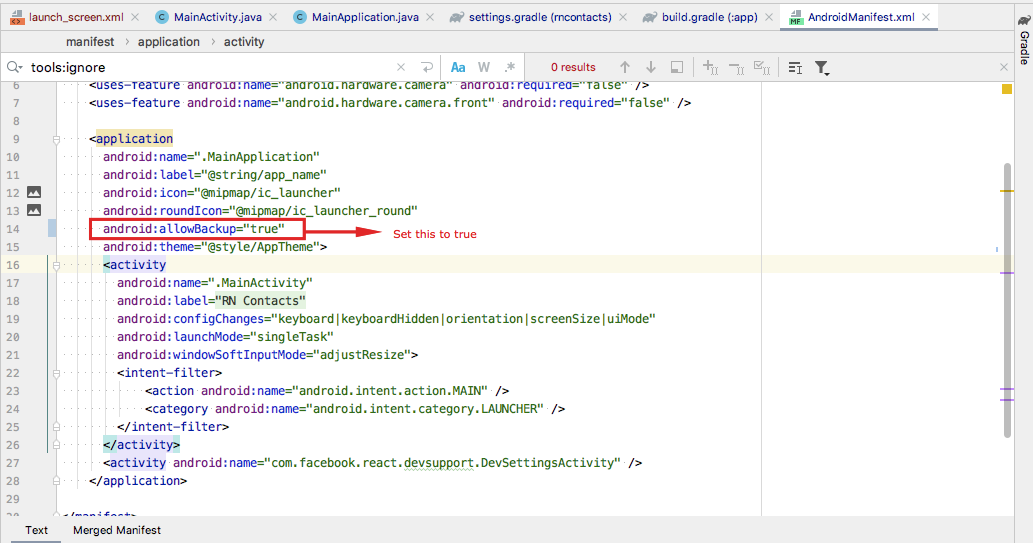 launch_screen.xml MainActivity.java MainApplication.java settings.gradle (rncontacts) build.gradle (:app) AndroidManifest.xml
Gradle
manifest > application > activity
tools:ignore Aa W .* 0 results
6 <uses-feature android:name="android.hardware.camera" android:required="false" />
7 <uses-feature android:name="android.hardware.camera.front" android:required="false" />
8
9 <application
10 android:name=".MainApplication"
11 android:label="@string/app_name"
12 android:icon="@mipmap/ic_launcher"
13 android:roundIcon="@mipmap/ic_launcher_round"
14 android:allowBackup="true" Set this to true
15 android:theme="@style/AppTheme">
16 <activity
17 android:name=".MainActivity"
18 android:label="RN Contacts"
19 android:configChanges="keyboard|keyboardHidden|orientation|screenSize|uiMode"
20 android:launchMode="singleTask"
21 android:windowSoftInputMode="adjustResize">
22 <intent-filter>
23 <action android:name="android.intent.action.MAIN" />
24 <category android:name="android.intent.category.LAUNCHER" />
25 </intent-filter>
26 </activity>
27 <activity android:name="com.facebook.react.devsupport.DevSettingsActivity" />
28 </application>
29
30 </manifest>
Text Merged Manifest